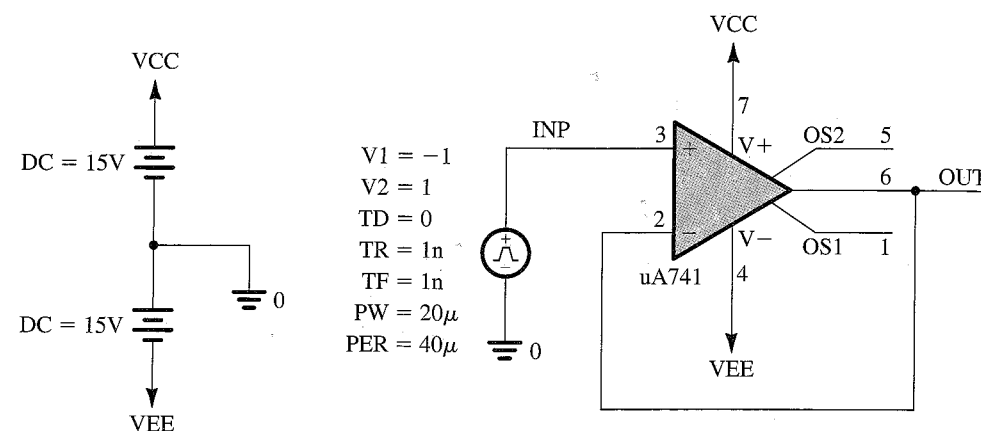 VCC
DC = 15V
0
DC = 15V
VEE
V1 = −1
V2 = 1
TD = 0
TR = 1n
TF = 1n
PW = 20μ
PER = 40μ
INP
0
VCC
7
3
+
V+
OS2
5
6
OUT
2
−
V−
OS1
1
uA741
4
VEE